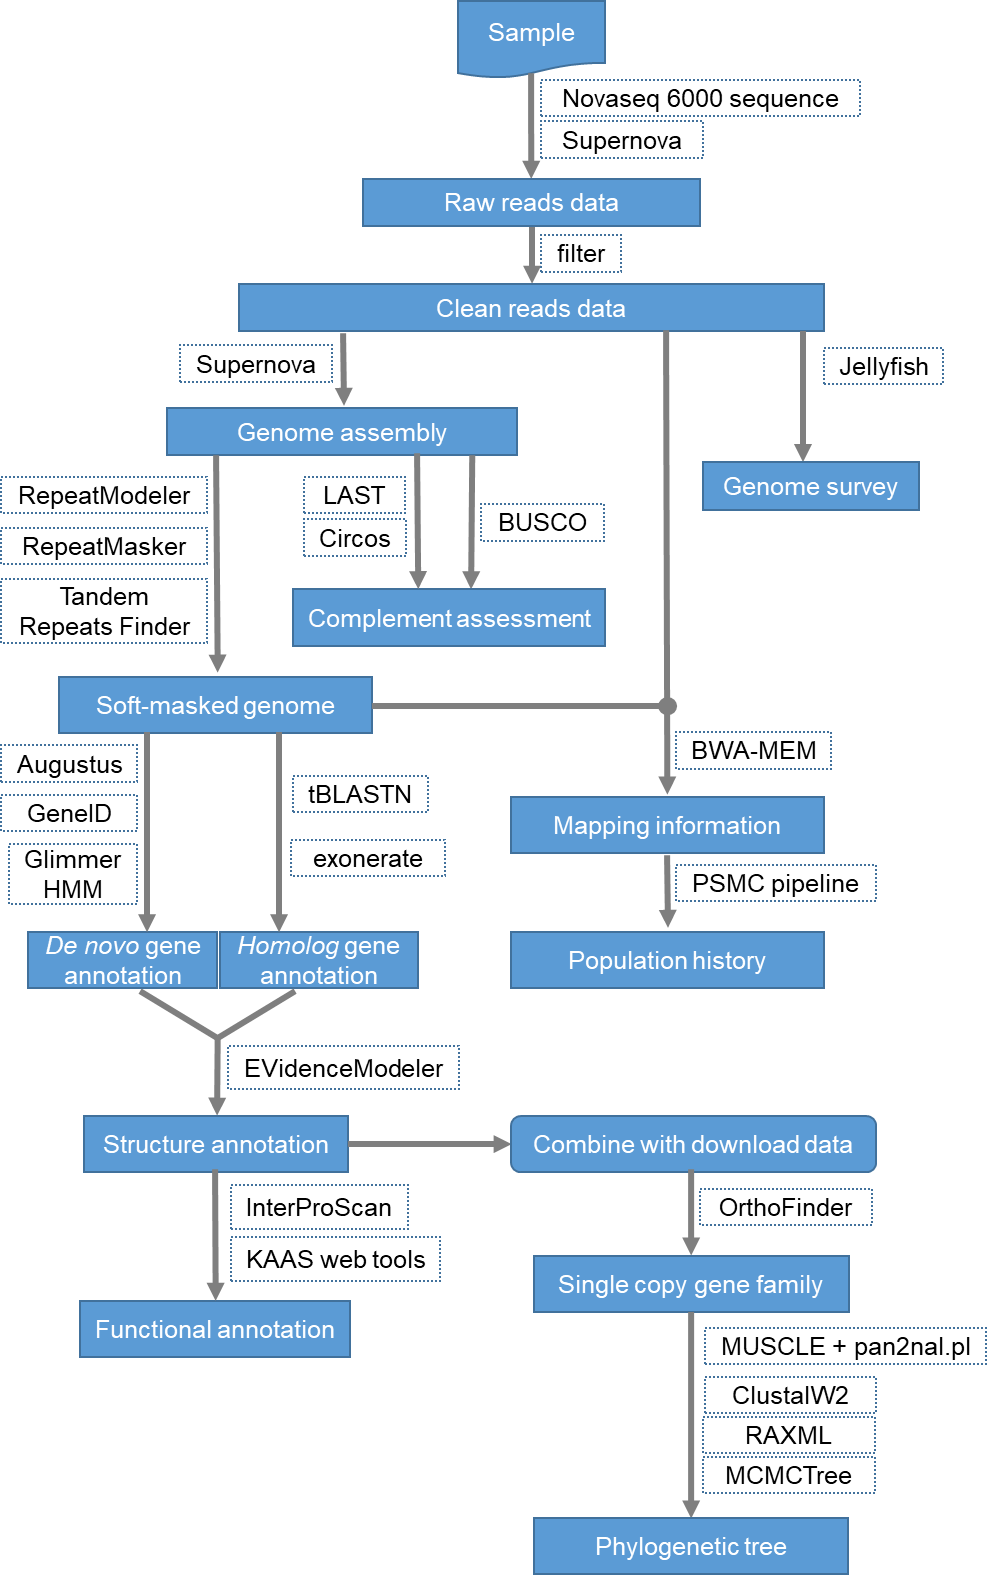 Sample
Novaseq 6000 sequence
Supernova
Raw reads data
filter
Clean reads data
Supernova
Jellyfish
Genome assembly
Genome survey
RepeatModeler
RepeatMasker
Tandem
Repeats Finder
LAST
Circos
BUSCO
Complement assessment
Soft-masked genome
BWA-MEM
Augustus
GeneID
Glimmer
HMM
tBLASTN
exonerate
Mapping information
PSMC pipeline
De novo gene
annotation
Homolog gene
annotation
Population history
EVidenceModeler
Structure annotation
Combine with download data
InterProScan
KAAS web tools
OrthoFinder
Single copy gene family
Functional annotation
MUSCLE + pan2nal.pl
ClustalW2
RAXML
MCMCTree
Phylogenetic tree